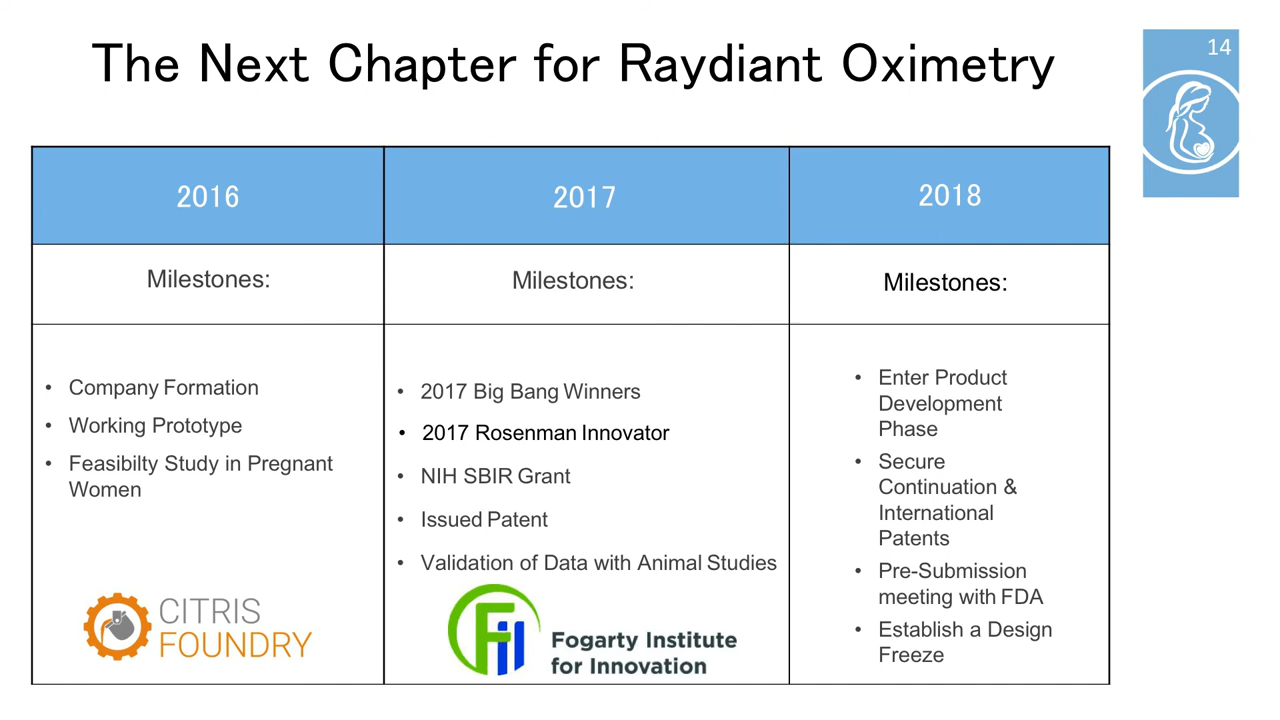 The Next Chapter for Raydiant Oximetry
14
2016
2017
2018
Milestones:
Milestones:
Milestones:
• Company Formation
• Working Prototype
• Feasibilty Study in Pregnant
Women
CITRIS
FOUNDRY
• 2017 Big Bang Winners
• 2017 Rosenman Innovator
• NIH SBIR Grant
• Issued Patent
• Validation of Data with Animal Studies
Fii
Fogarty Institute
for Innovation
• Enter Product
Development
Phase
• Secure
Continuation &
International
Patents
• Pre-Submission
meeting with FDA
• Establish a Design
Freeze